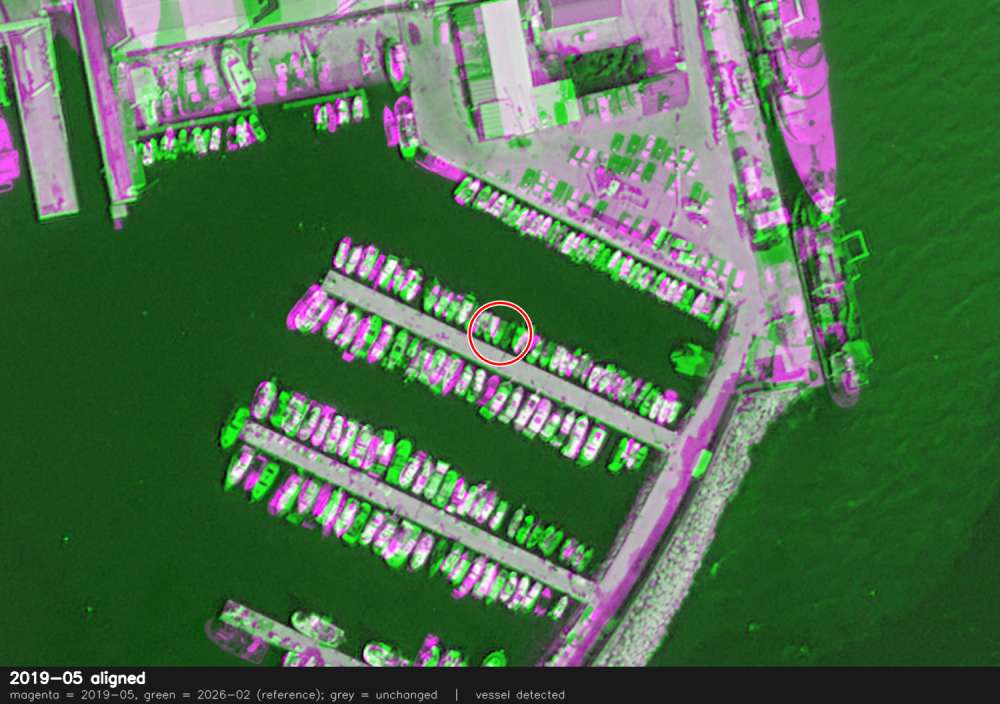 2019-05 aligned
magenta = 2019-05, green = 2026-02 (reference); grey = unchanged | vessel detected